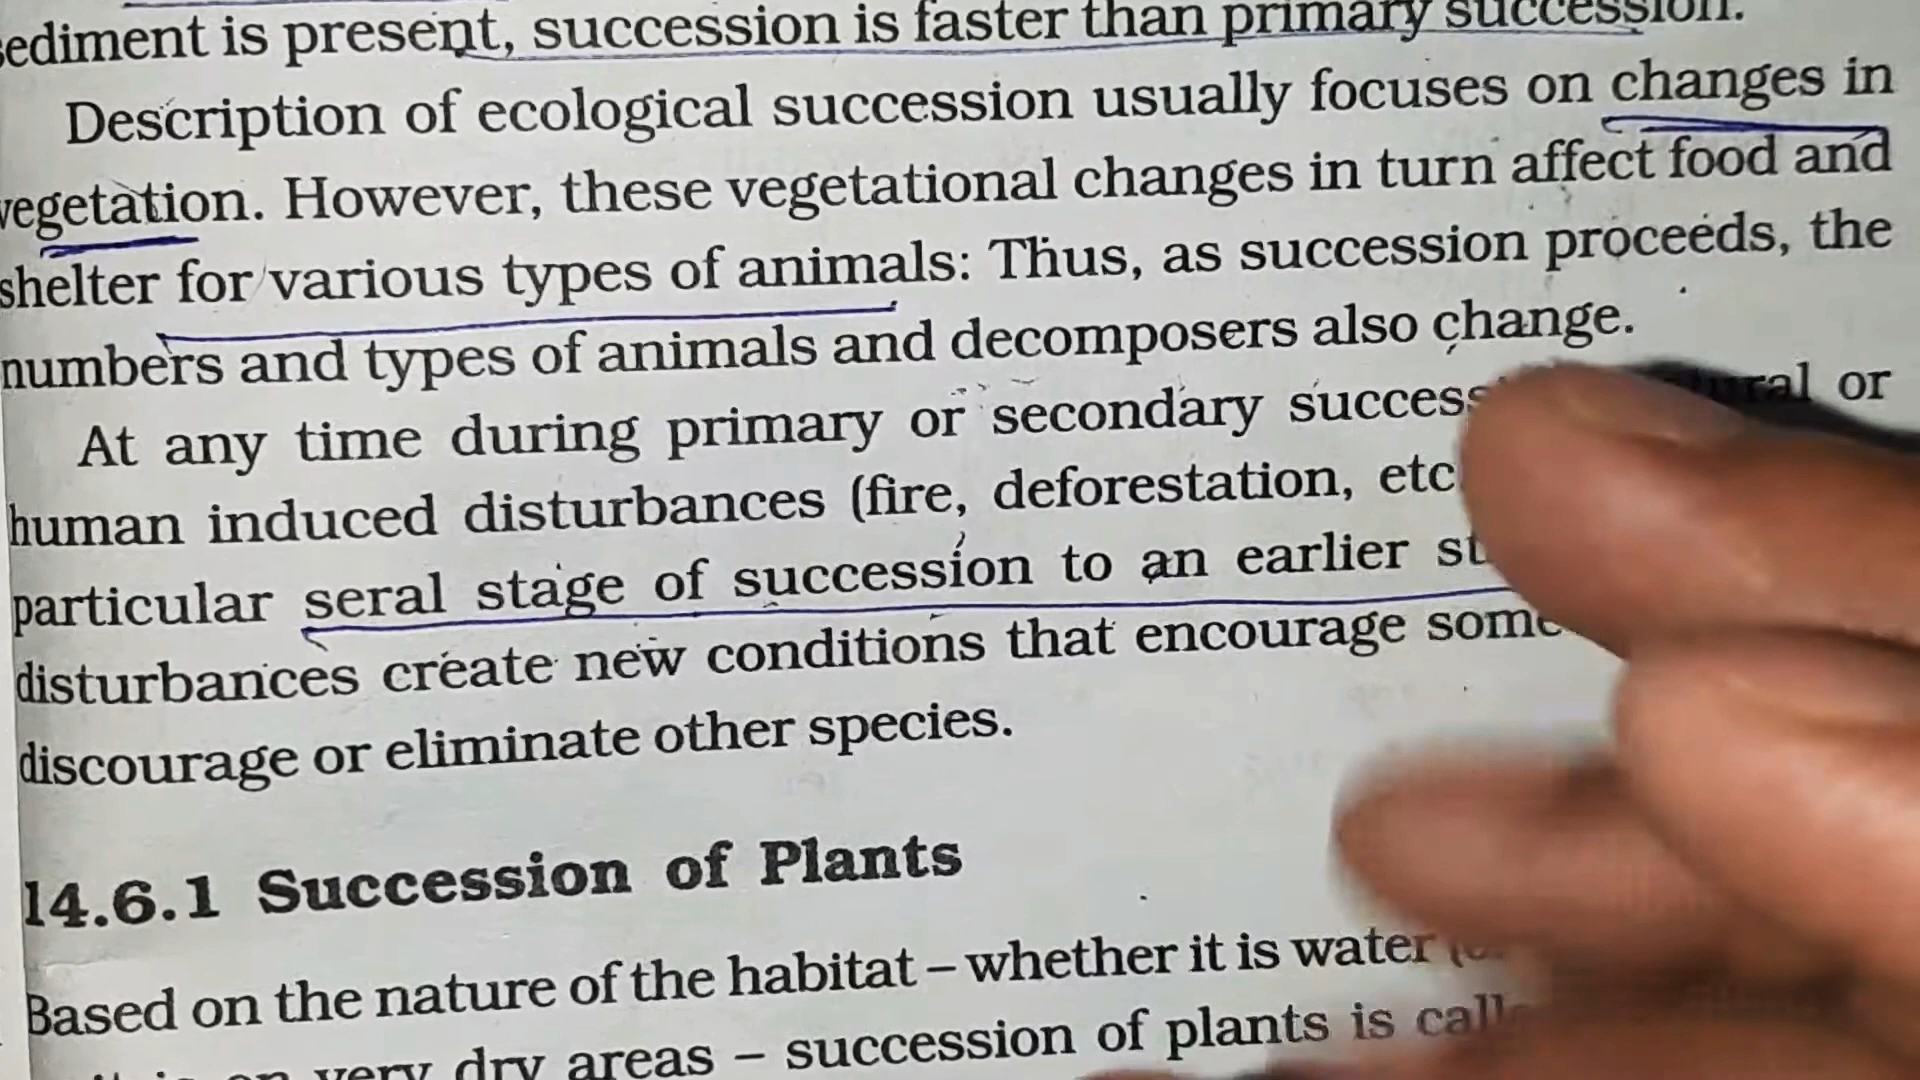 sediment is present, succession is faster than primary succession.
Description of ecological succession usually focuses on changes in
vegetation. However, these vegetational changes in turn affect food and
shelter for various types of animals: Thus, as succession proceeds, the
numbers and types of animals and decomposers also change.
At any time during primary or secondary or
human induced disturbances (fire, deforestation, etc
particular seral stage of succession to an earlier
disturbances create new conditions that encourage
discourage or eliminate other species.
14.6.1 Succession of Plants
Based on the nature of the habitat – whether it is water
very dry areas – succession of plants is